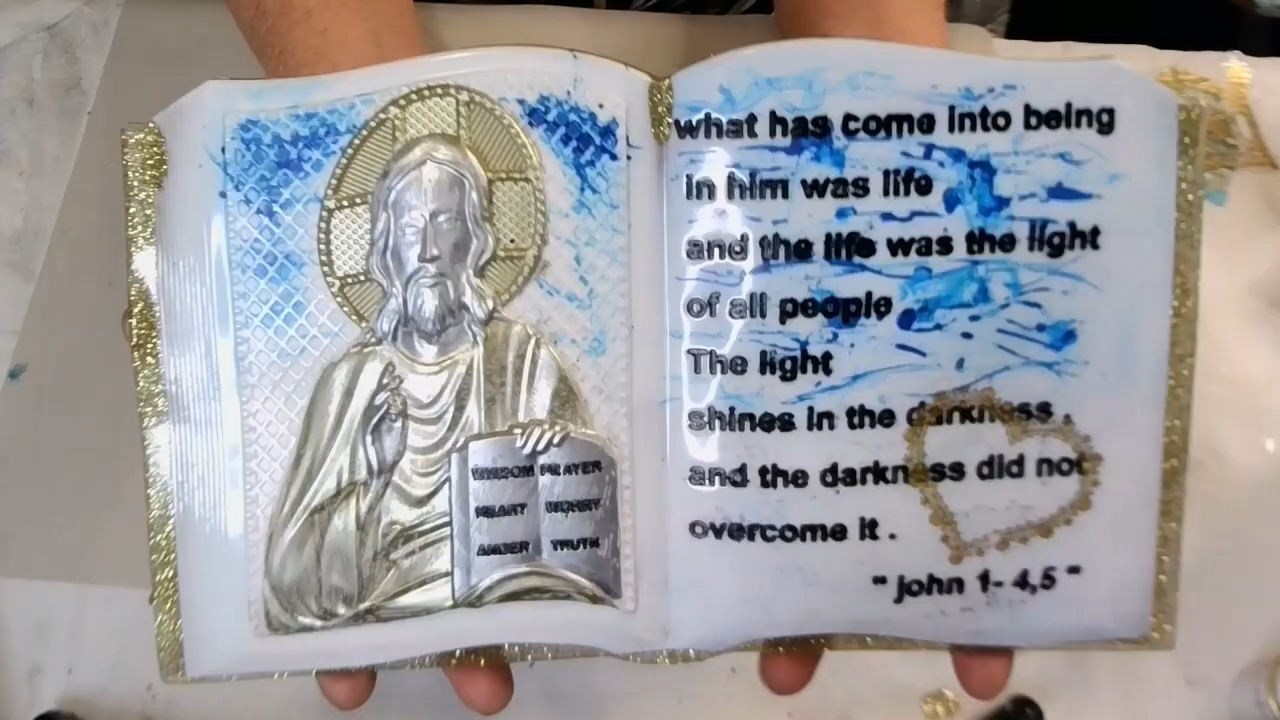 WISDOM PRAYER
HEART WORRY
ANGER TRUTH
what has come into being
in him was life
and the life was the light
of all people
The light
shines in the darkness ,
and the darkness did not
overcome it .
" john 1- 4,5 "